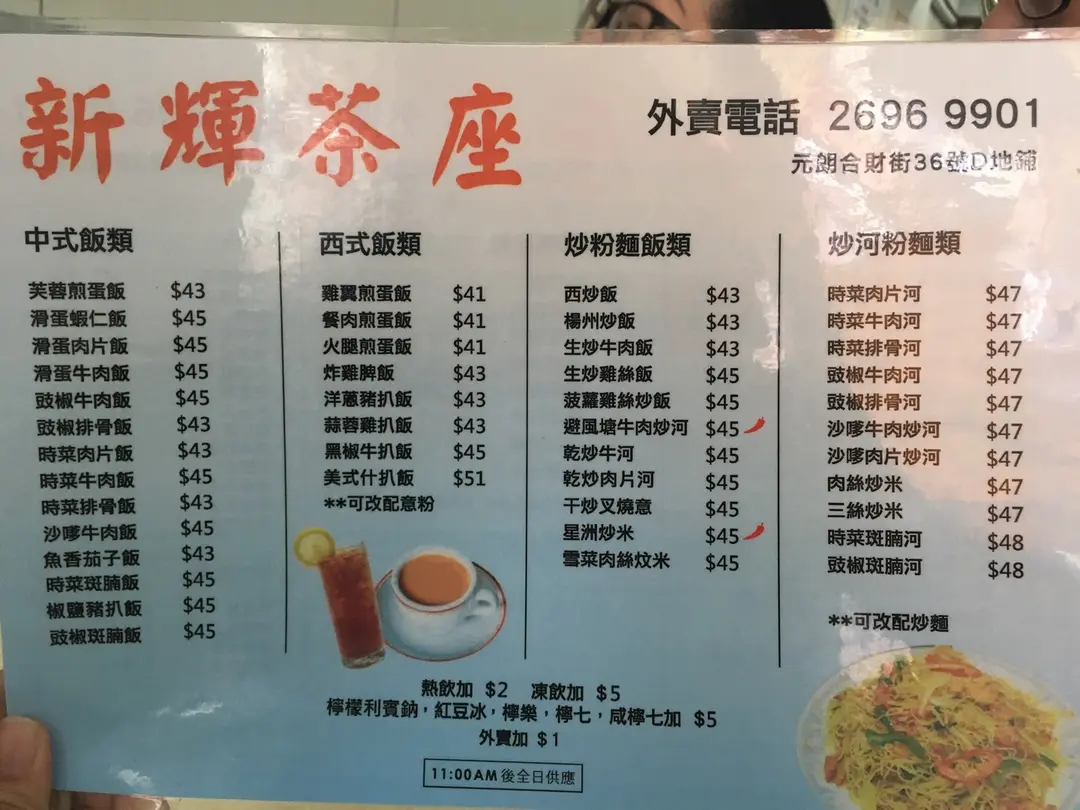 新輝茶座
外賣電話 2696 9901
元朗合財街36號D地鋪
中式飯類
芙蓉煎蛋飯 $43
滑蛋蝦仁飯 $45
滑蛋肉片飯 $45
滑蛋牛肉飯 $45
豉椒牛肉飯 $45
豉椒排骨飯 $43
時菜肉片飯 $43
時菜牛肉飯 $45
時菜排骨飯 $43
沙嗲牛肉飯 $45
魚香茄子飯 $43
時菜斑腩飯 $45
椒鹽豬扒飯 $45
豉椒斑腩飯 $45
西式飯類
雞翼煎蛋飯 $41
餐肉煎蛋飯 $41
火腿煎蛋飯 $41
炸雞脾飯 $43
洋蔥豬扒飯 $43
蒜蓉雞扒飯 $43
黑椒牛扒飯 $45
美式什扒飯 $51
**可改配意粉
炒粉麵飯類
西炒飯 $43
楊州炒飯 $43
生炒牛肉飯 $43
生炒雞絲飯 $45
菠蘿雞絲炒飯 $45
避風塘牛肉炒河 $45
乾炒牛河 $45
乾炒肉片河 $45
干炒叉燒意 $45
星洲炒米 $45
雪菜肉絲炆米 $45
炒河粉麵類
時菜肉片河 $47
時菜牛肉河 $47
時菜排骨河 $47
豉椒牛肉河 $47
豉椒排骨河 $47
沙嗲牛肉炒河 $47
沙嗲肉片炒河 $47
肉絲炒米 $47
三絲炒米 $47
時菜斑腩河 $48
豉椒斑腩河 $48
**可改配炒麵
熱飲加 $2 凍飲加 $5
檸檬利賓納，紅豆冰，檸樂，檸七，咸檸七加 $5
外賣加 $1
11:00AM後全日供應